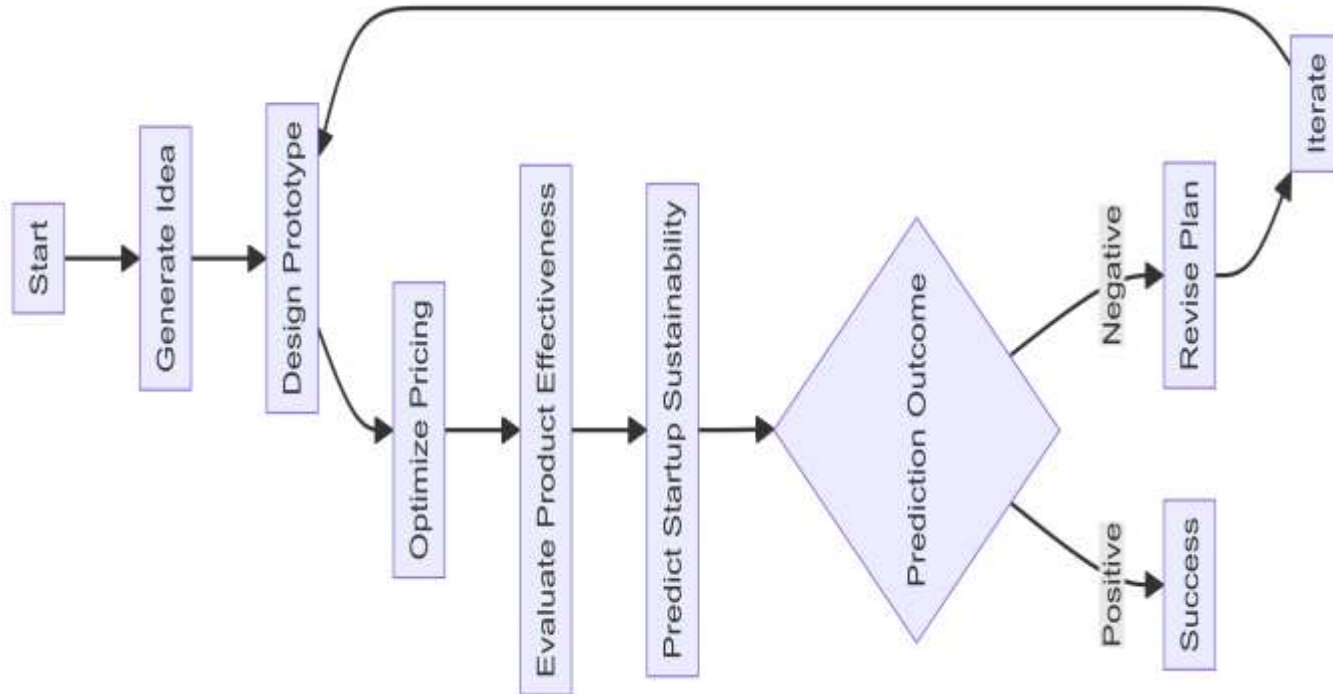 Start
Generate Idea
Design Prototype
Optimize Pricing
Evaluate Product Effectiveness
Predict Startup Sustainability
Prediction Outcome
Positive
Negative
Success
Revise Plan
Iterate